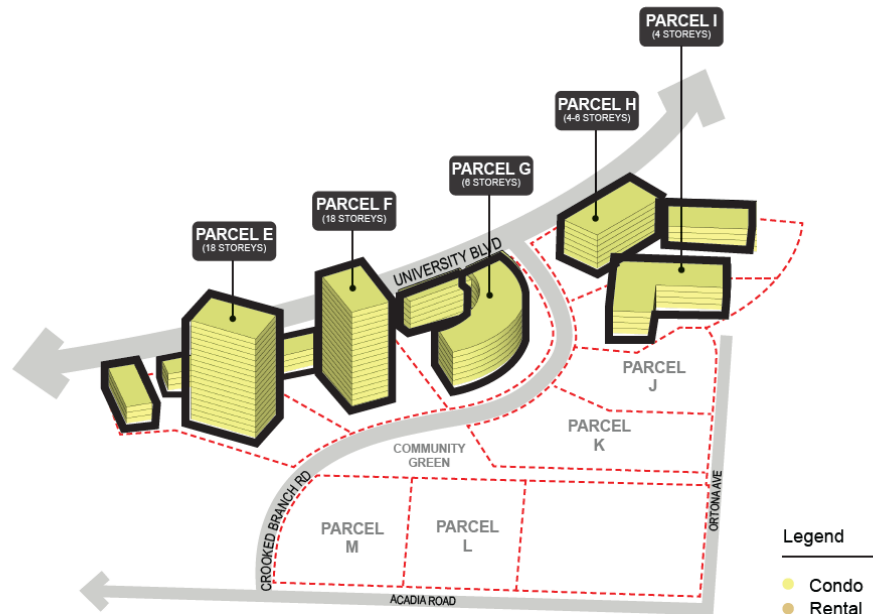 PARCEL I
(4 STOREYS)
PARCEL H
(4-6 STOREYS)
PARCEL G
(6 STOREYS)
PARCEL F
(18 STOREYS)
PARCEL E
(18 STOREYS)
UNIVERSITY BLVD
PARCEL
J
PARCEL
K
COMMUNITY
GREEN
CROOKED BRANCH RD
PARCEL
M
PARCEL
L
ORTONA AVE
ACADIA ROAD
Legend
Condo
Rental